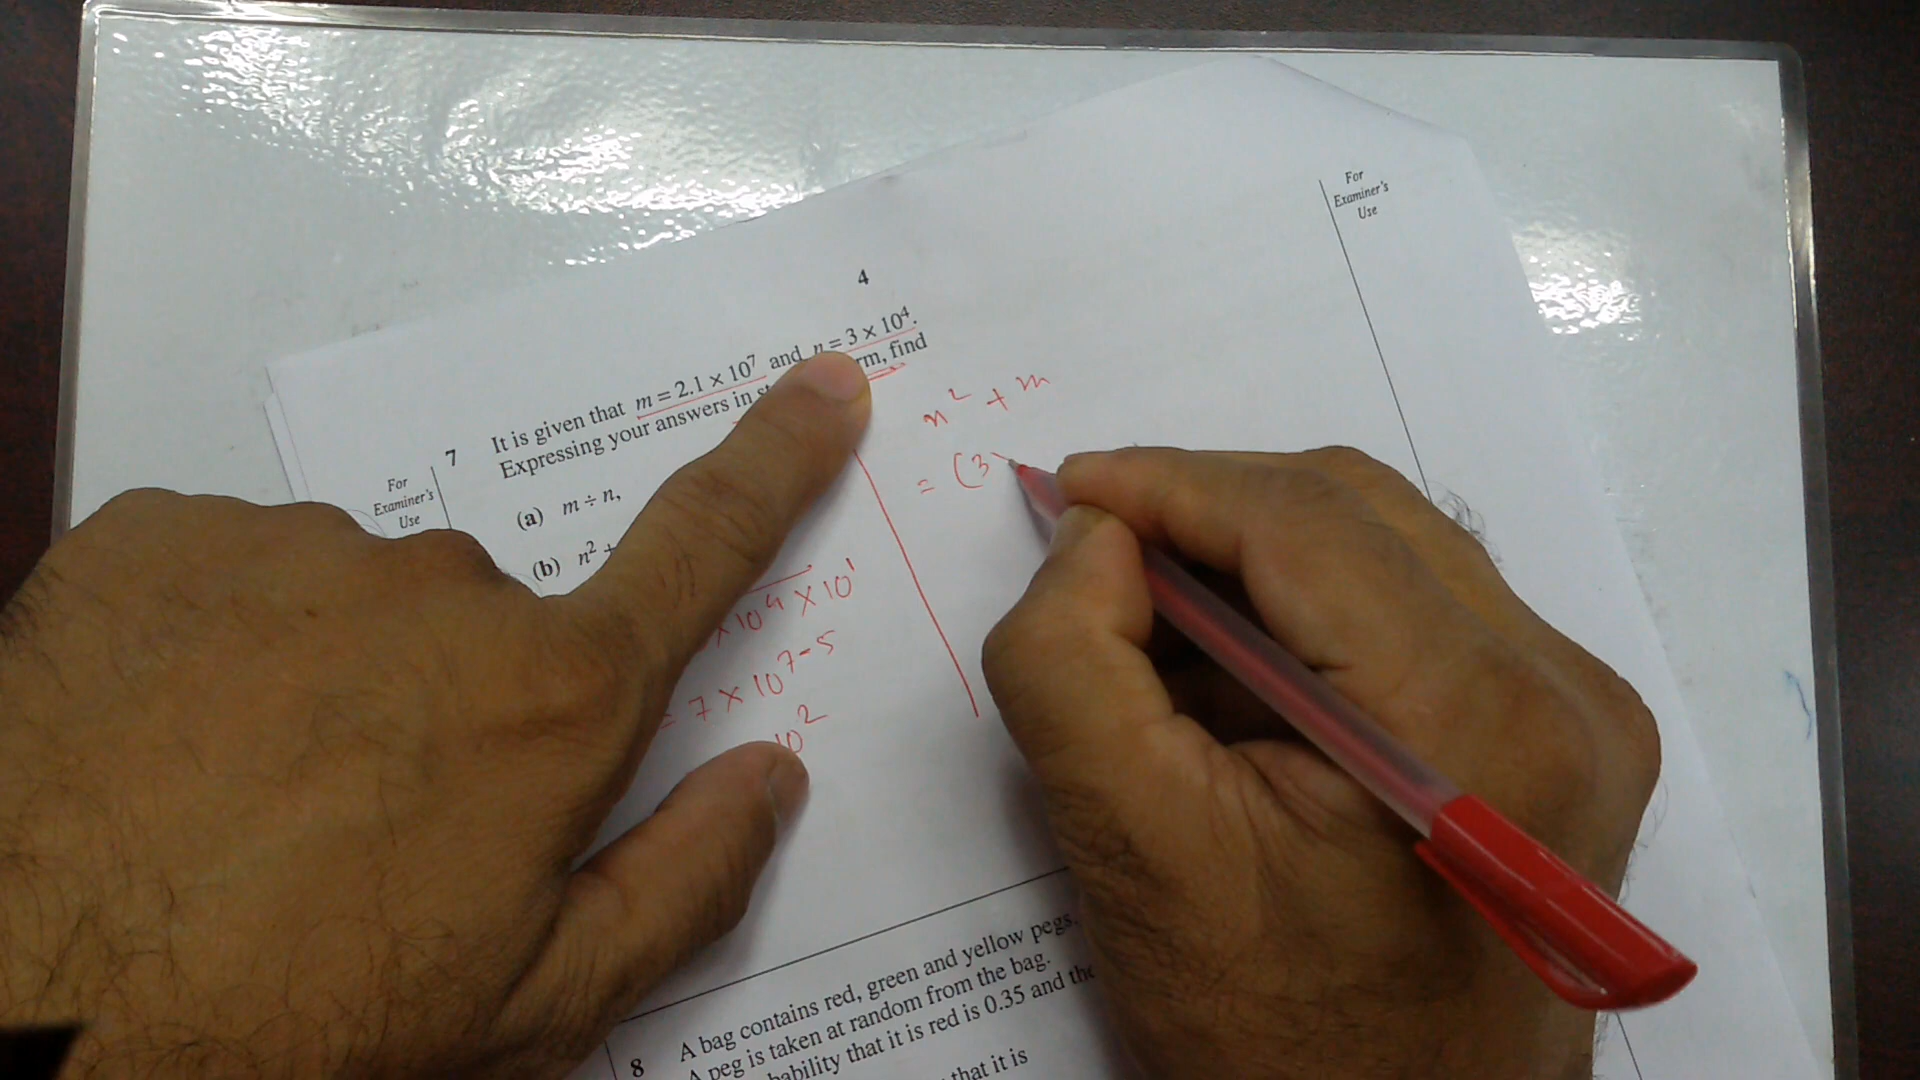 4
For
Examiner's
Use
For
Examiner's
Use
7 It is given that m = 2.1 × 10⁷ and n = 3 × 10⁴.
Expressing your answers in rm, find
(a) m ÷ n,
(b) n² +
n² + m
= (3
× 10⁴ × 10¹
= 7 × 10⁷⁻⁵
10²
8 A bag contains red, green and yellow pegs.
A peg is taken at random from the bag.
bability that it is red is 0.35 and the
that it is